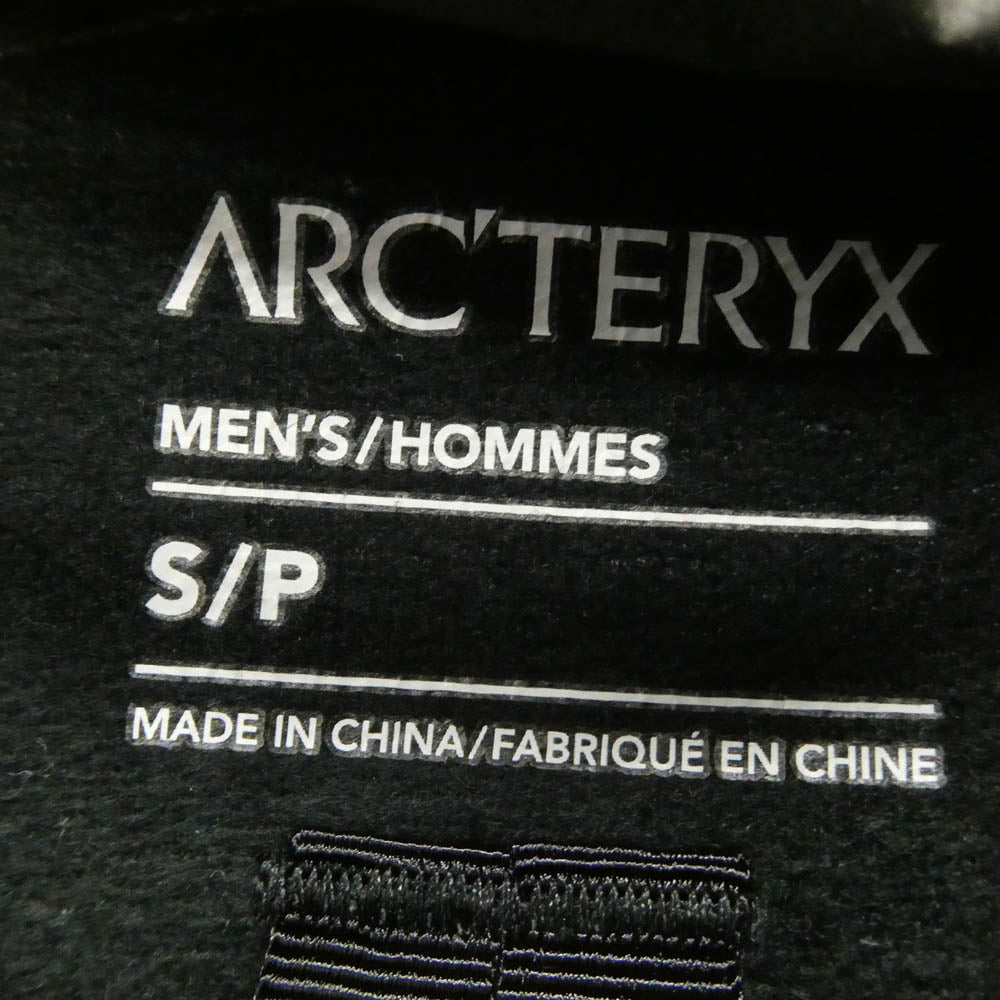 ARC'TERYX
MEN'S/HOMMES
S/P
MADE IN CHINA/FABRIQUÉ EN CHINE